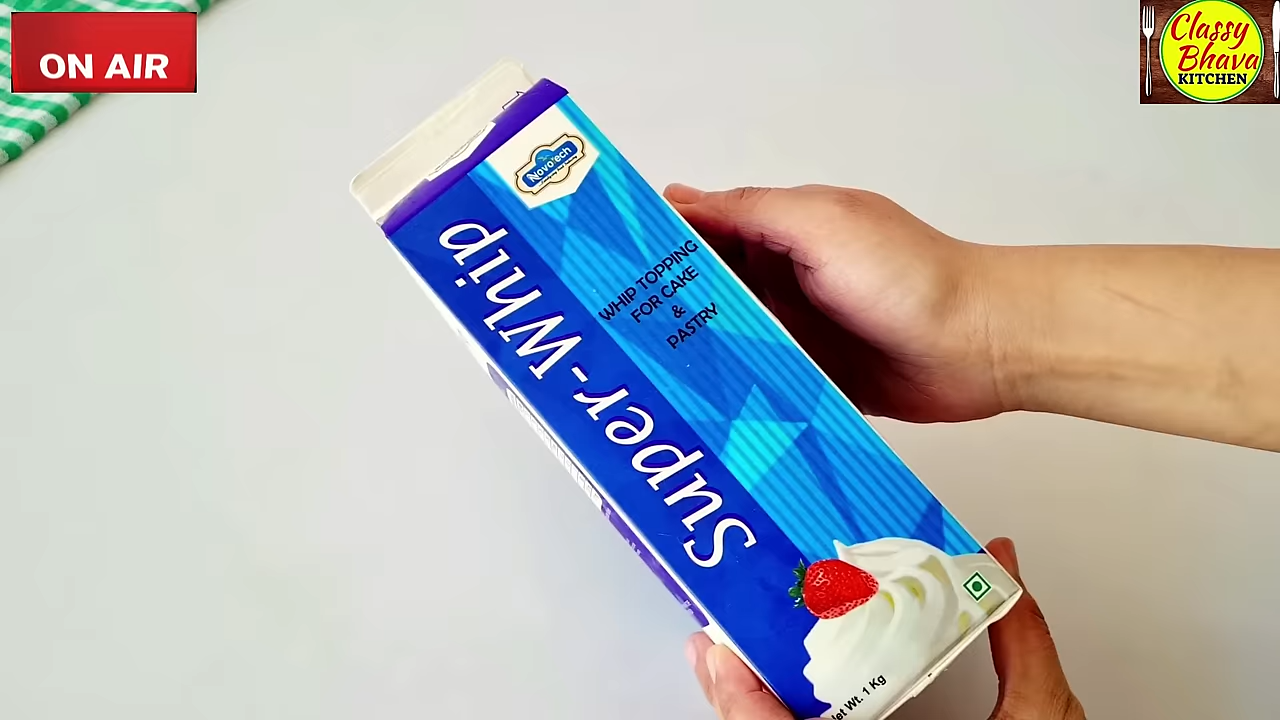 ON AIR
Classy
Bhava
KITCHEN
Novotech
WHIP TOPPING
FOR CAKE
&
PASTRY
Super-Whip
Net Wt. 1 Kg